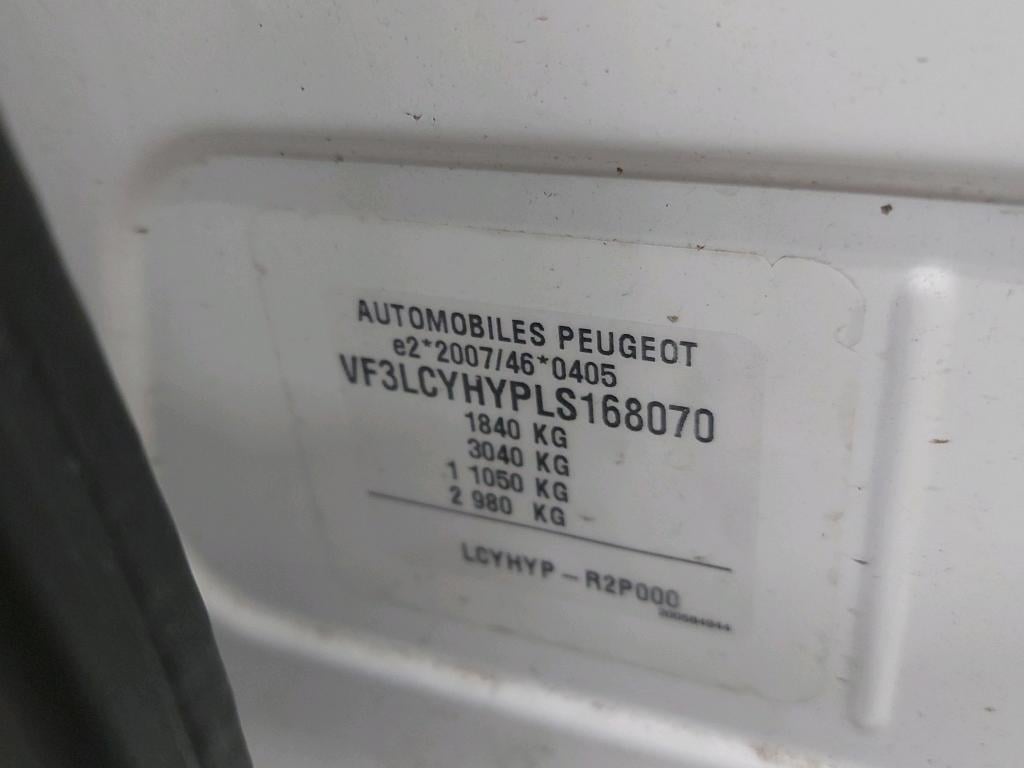 AUTOMOBILES PEUGEOT
e2*2007/46*0405
VF3LCYHYPLS168070
1840 KG
3040 KG
1 1050 KG
2 980 KG
LCYHYP - R2P000